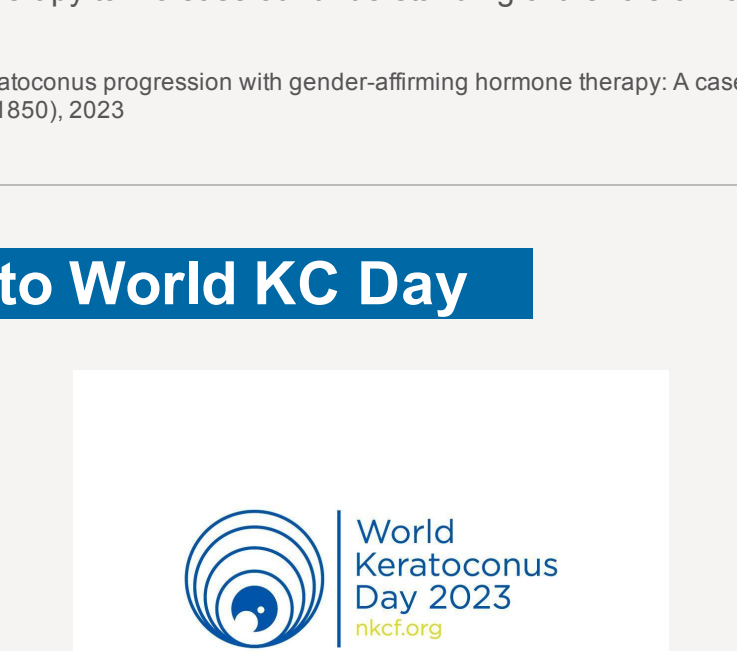 atoconus progression with gender-affirming hormone therapy: A case
1850), 2023
to World KC Day
World
Keratoconus
Day 2023
nkcf.org